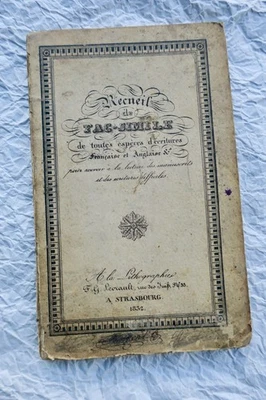 Recueil
de
FAC-SIMILE
de toutes espèces d'écritures
Française et Anglaise &c
pour exercer à la lecture des manuscrits
et des écritures difficiles
A la Lithographie
F. G. Levrault, rue des Juifs Nº 33
A STRASBOURG
1832.